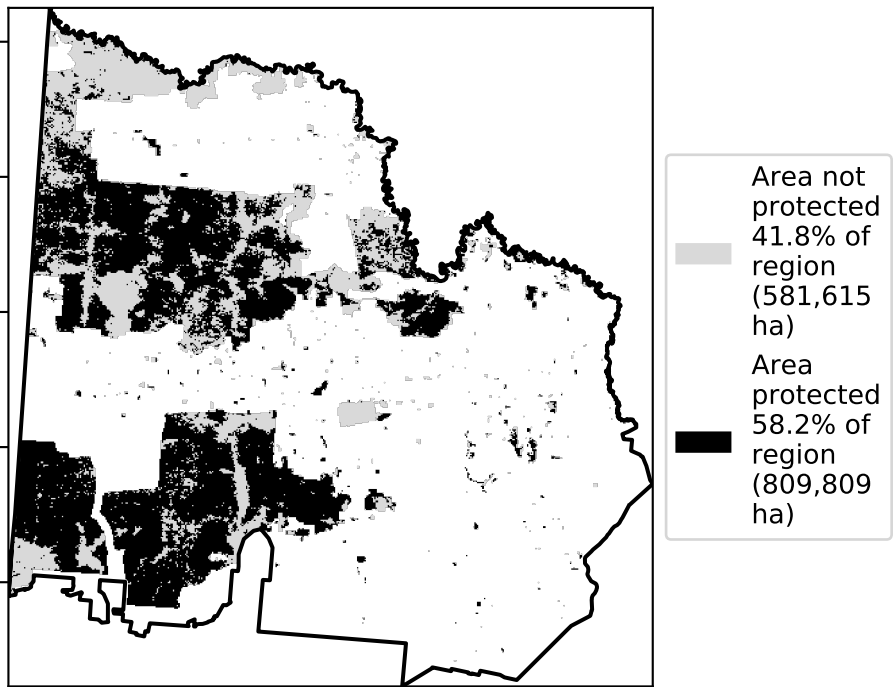 Area not
protected
41.8% of
region
(581,615
ha)
Area
protected
58.2% of
region
(809,809
ha)